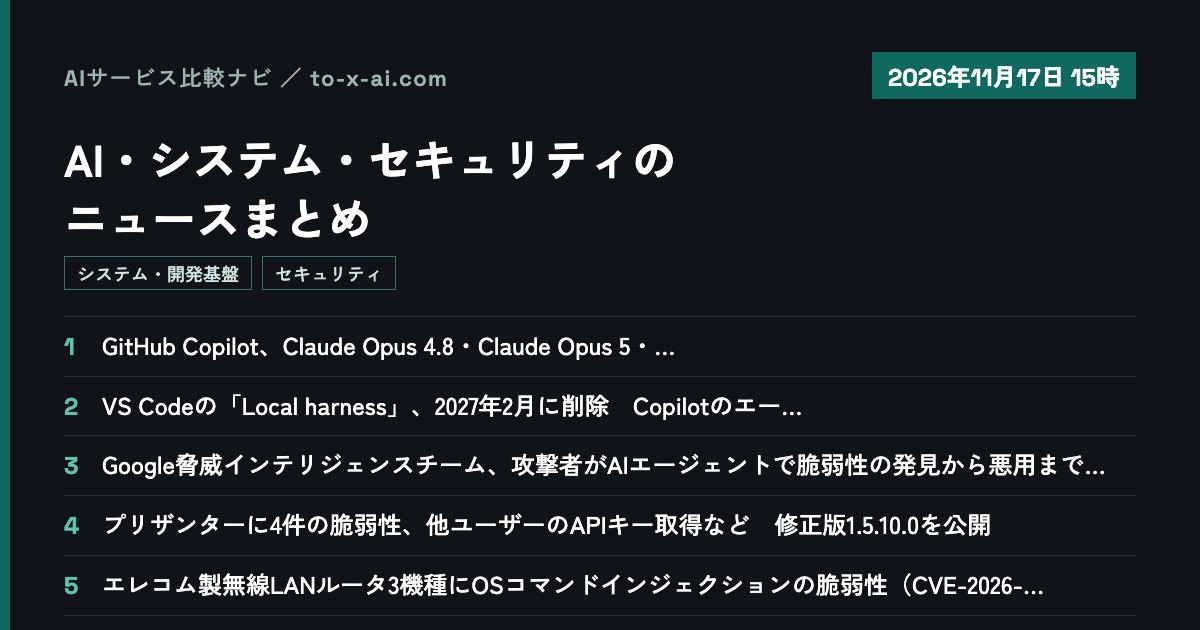 AIサービス比較ナビ ／ to-x-ai.com
2026年11月17日 15時
AI・システム・セキュリティの
ニュースまとめ
システム・開発基盤
セキュリティ
1 GitHub Copilot、Claude Opus 4.8・Claude Opus 5・…
2 VS Codeの「Local harness」、2027年2月に削除　Copilotのエー…
3 Google脅威インテリジェンスチーム、攻撃者がAIエージェントで脆弱性の発見から悪用まで…
4 プリザンターに4件の脆弱性、他ユーザーのAPIキー取得など　修正版1.5.10.0を公開
5 エレコム製無線LANルータ3機種にOSコマンドインジェクションの脆弱性（CVE-2026-…